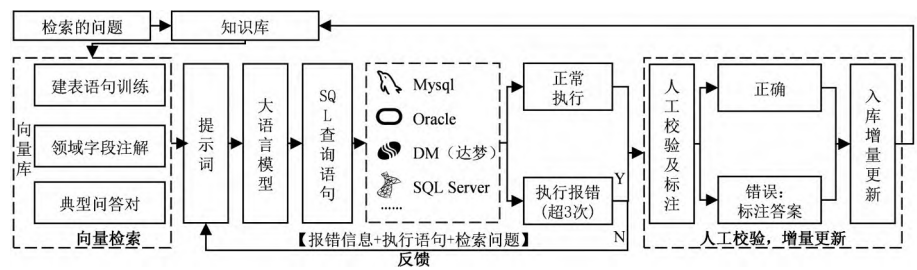 检索的问题
知识库
向量库
建表语句训练
领域字段注解
典型问答对
向量检索
提示词
大语言模型
SQL查询语句
Mysql
Oracle
DM（达梦）
SQL Server
......
正常
执行
执行报错
(超3次)
Y
N
【报错信息+执行语句+检索问题】
反馈
人工校验及标注
正确
错误：
标注答案
入库增量更新
人工校验，增量更新